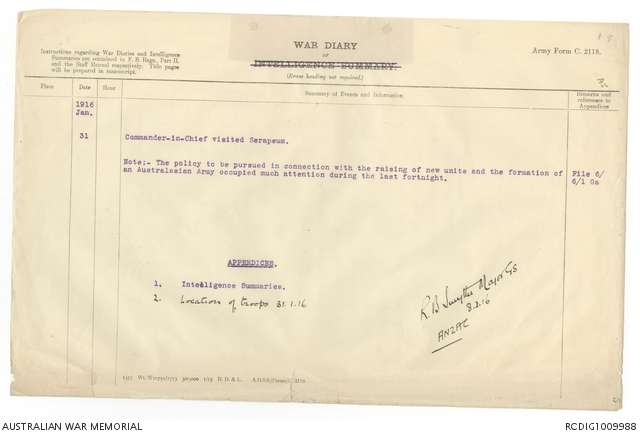 WAR DIARY
or
INTELLIGENCE SUMMARY.
(Erase heading not required.)
Instructions regarding War Diaries and Intelligence
Summaries are contained in F. S. Regs., Part II.
and the Staff Manual respectively. Title pages
will be prepared in manuscript.
Army Form C. 2118.
Place
Date
Hour
Summary of Events and Information
Remarks and
references to
Appendices
1916
Jan.
31
Commander-in-Chief visited Serapeum.
Note:- The policy to be pursued in connection with the raising of new units and the formation of
an Australasian Army occupied much attention during the last fortnight.
File 6/
6/1 Ga
APPENDICES.
1. Intelligence Summaries.
2. Location of troops 31.1.16
R B Smythe Major GS
8.2.16
ANZAC
AUSTRALIAN WAR MEMORIAL
RCDIG1009988